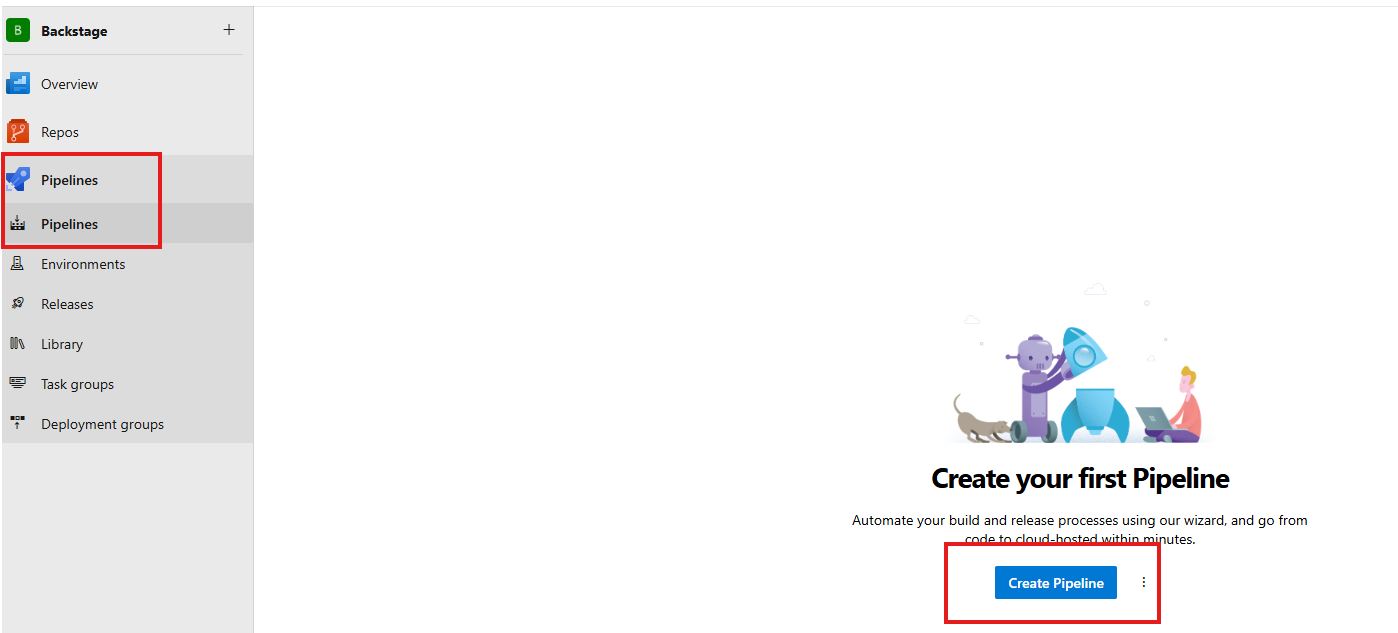 B Backstage +
Overview
Repos
Pipelines
Pipelines
Environments
Releases
Library
Task groups
Deployment groups
Create your first Pipeline
Automate your build and release processes using our wizard, and go from
code to cloud-hosted within minutes.
Create Pipeline